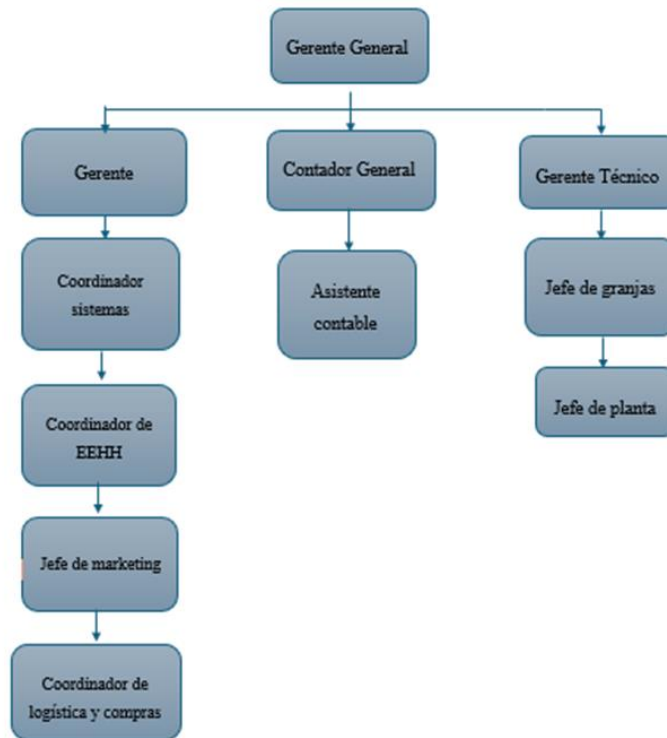 Gerente General
Gerente
Contador General
Gerente Técnico
Coordinador
sistemas
Asistente
contable
Jefe de granjas
Coordinador de
EEHH
Jefe de planta
Jefe de marketing
Coordinador de
logística y compras